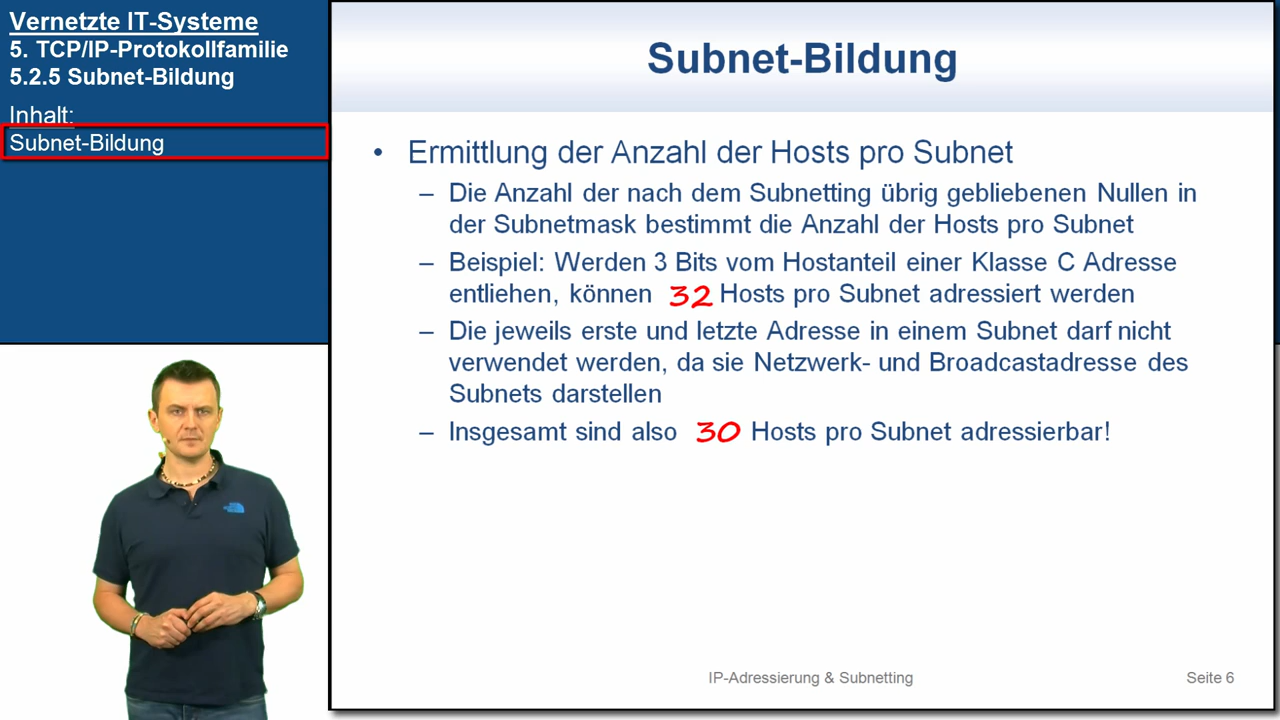 Vernetzte IT-Systeme
5. TCP/IP-Protokollfamilie
5.2.5 Subnet-Bildung
Inhalt:
Subnet-Bildung
Subnet-Bildung
• Ermittlung der Anzahl der Hosts pro Subnet
– Die Anzahl der nach dem Subnetting übrig gebliebenen Nullen in
der Subnetmask bestimmt die Anzahl der Hosts pro Subnet
– Beispiel: Werden 3 Bits vom Hostanteil einer Klasse C Adresse
entliehen, können 32 Hosts pro Subnet adressiert werden
– Die jeweils erste und letzte Adresse in einem Subnet darf nicht
verwendet werden, da sie Netzwerk- und Broadcastadresse des
Subnets darstellen
– Insgesamt sind also 30 Hosts pro Subnet adressierbar!
IP-Adressierung & Subnetting
Seite 6